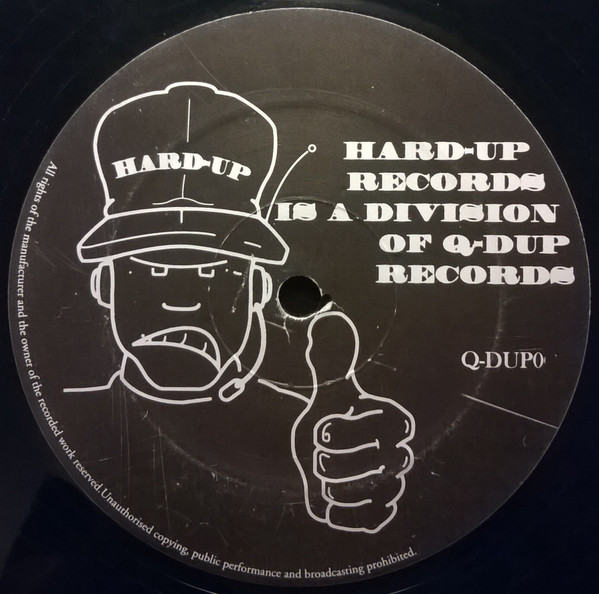 HARD-UP
HARD-UP
RECORDS
IS A DIVISION
OF Q-DUP
RECORDS
Q-DUP0
All rights of the manufacturer and the owner of the recorded work reserved. Unauthorised copying, public performance and broadcasting prohibited.